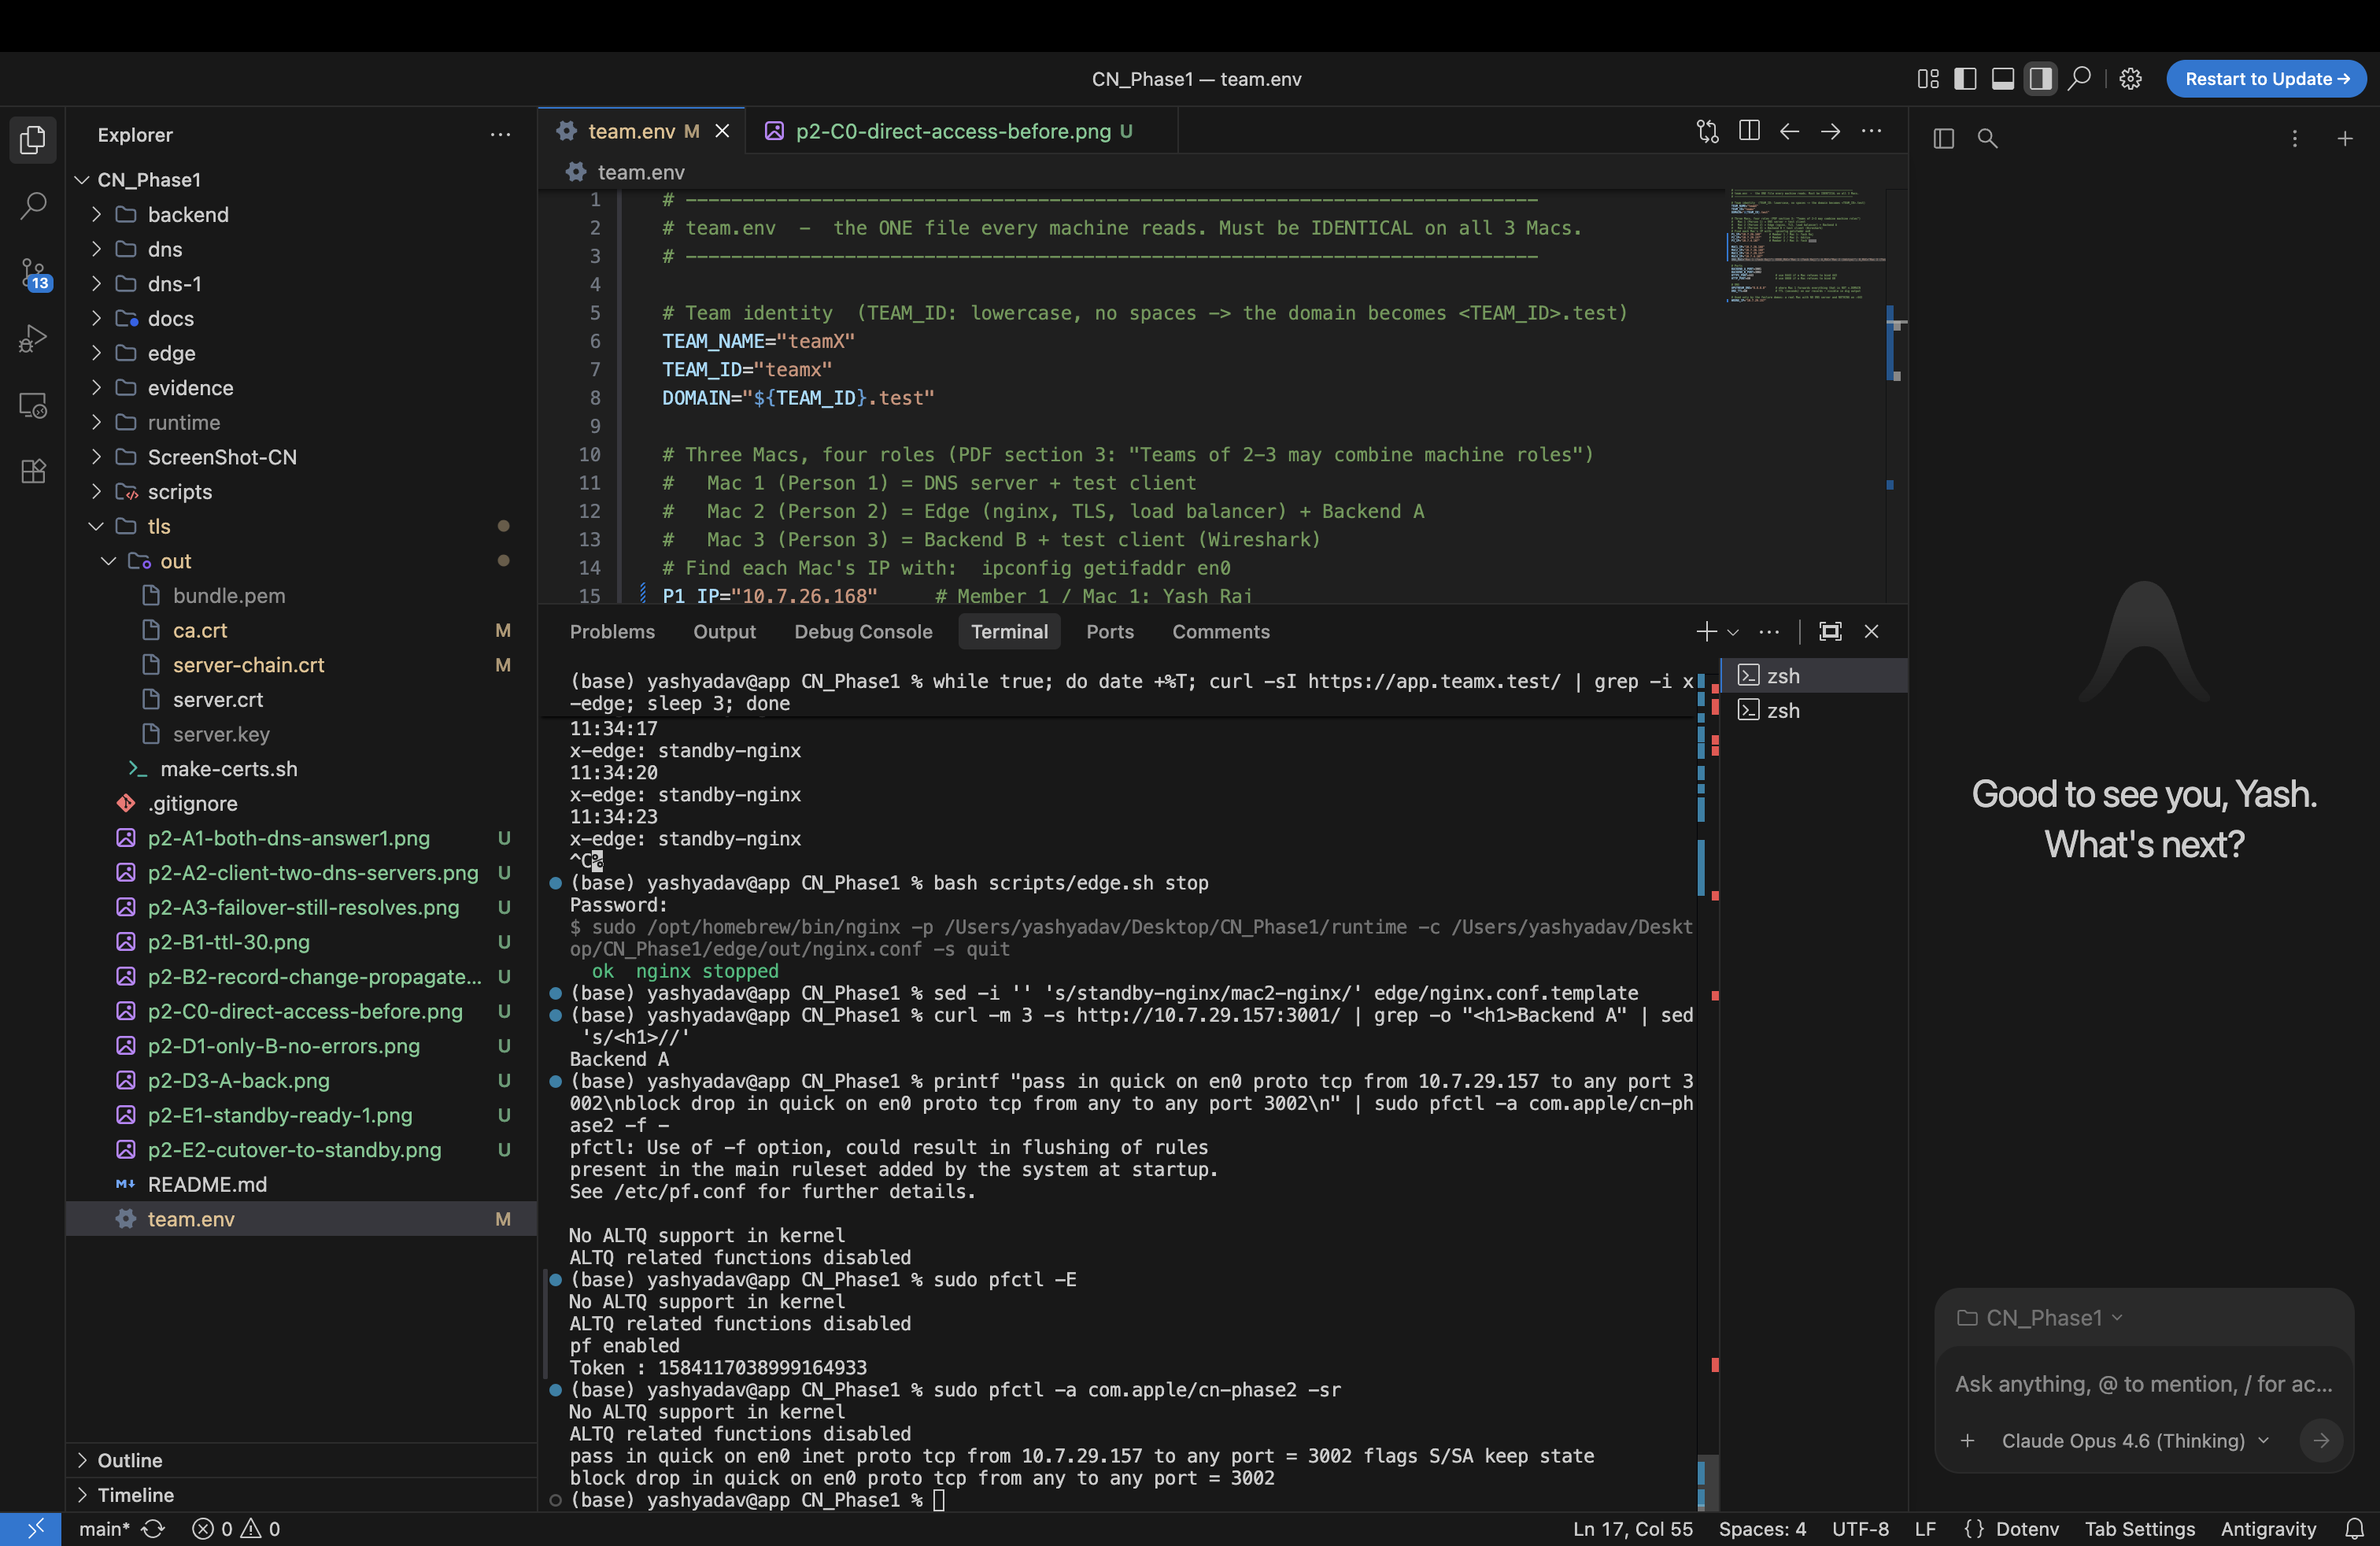 CN_Phase1 — team.env
Restart to Update →
Explorer
CN_Phase1
backend
dns
dns-1
docs
edge
evidence
runtime
ScreenShot-CN
scripts
tls
out
bundle.pem
ca.crt M
server-chain.crt M
server.crt
server.key
make-certs.sh
.gitignore
p2-A1-both-dns-answer1.png U
p2-A2-client-two-dns-servers.png U
p2-A3-failover-still-resolves.png U
p2-B1-ttl-30.png U
p2-B2-record-change-propagate... U
p2-C0-direct-access-before.png U
p2-D1-only-B-no-errors.png U
p2-D3-A-back.png U
p2-E1-standby-ready-1.png U
p2-E2-cutover-to-standby.png U
README.md
team.env M
Outline
Timeline
13
team.env M
p2-C0-direct-access-before.png U
team.env
1 # ----------------------------------------------------------------------------
2 # team.env  -  the ONE file every machine reads. Must be IDENTICAL on all 3 Macs.
3 # ----------------------------------------------------------------------------
4
5 # Team identity  (TEAM_ID: lowercase, no spaces -> the domain becomes <TEAM_ID>.test)
6 TEAM_NAME="teamX"
7 TEAM_ID="teamx"
8 DOMAIN="${TEAM_ID}.test"
9
10 # Three Macs, four roles (PDF section 3: "Teams of 2-3 may combine machine roles")
11 #   Mac 1 (Person 1) = DNS server + test client
12 #   Mac 2 (Person 2) = Edge (nginx, TLS, load balancer) + Backend A
13 #   Mac 3 (Person 3) = Backend B + test client (Wireshark)
14 # Find each Mac's IP with:  ipconfig getifaddr en0
15 P1_IP="10.7.26.168"     # Member 1 / Mac 1: Yash Raj
Problems Output Debug Console Terminal Ports Comments
(base) yashyadav@app CN_Phase1 % while true; do date +%T; curl -sI https://app.teamx.test/ | grep -i x
-edge; sleep 3; done
11:34:17
x-edge: standby-nginx
11:34:20
x-edge: standby-nginx
11:34:23
x-edge: standby-nginx
^C%
(base) yashyadav@app CN_Phase1 % bash scripts/edge.sh stop
Password:
$ sudo /opt/homebrew/bin/nginx -p /Users/yashyadav/Desktop/CN_Phase1/runtime -c /Users/yashyadav/Deskt
op/CN_Phase1/edge/out/nginx.conf -s quit
ok  nginx stopped
(base) yashyadav@app CN_Phase1 % sed -i '' 's/standby-nginx/mac2-nginx/' edge/nginx.conf.template
(base) yashyadav@app CN_Phase1 % curl -m 3 -s http://10.7.29.157:3001/ | grep -o "<h1>Backend A" | sed
's/<h1>//'
Backend A
(base) yashyadav@app CN_Phase1 % printf "pass in quick on en0 proto tcp from 10.7.29.157 to any port 3
002\nblock drop in quick on en0 proto tcp from any to any port 3002\n" | sudo pfctl -a com.apple/cn-ph
ase2 -f -
pfctl: Use of -f option, could result in flushing of rules
present in the main ruleset added by the system at startup.
See /etc/pf.conf for further details.
No ALTQ support in kernel
ALTQ related functions disabled
(base) yashyadav@app CN_Phase1 % sudo pfctl -E
No ALTQ support in kernel
ALTQ related functions disabled
pf enabled
Token : 1584117038999164933
(base) yashyadav@app CN_Phase1 % sudo pfctl -a com.apple/cn-phase2 -sr
No ALTQ support in kernel
ALTQ related functions disabled
pass in quick on en0 inet proto tcp from 10.7.29.157 to any port = 3002 flags S/SA keep state
block drop in quick on en0 proto tcp from any to any port = 3002
(base) yashyadav@app CN_Phase1 %
zsh
zsh
Good to see you, Yash.
What's next?
CN_Phase1
Ask anything, @ to mention, / for ac...
Claude Opus 4.6 (Thinking)
main* 0 0 Ln 17, Col 55 Spaces: 4 UTF-8 LF {} Dotenv Tab Settings Antigravity